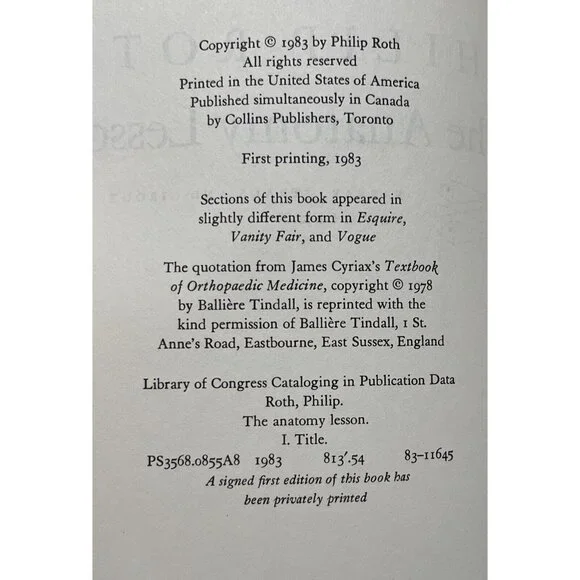 Copyright © 1983 by Philip Roth
All rights reserved
Printed in the United States of America
Published simultaneously in Canada
by Collins Publishers, Toronto
First printing, 1983
Sections of this book appeared in
slightly different form in Esquire,
Vanity Fair, and Vogue
The quotation from James Cyriax's Textbook
of Orthopaedic Medicine, copyright © 1978
by Ballière Tindall, is reprinted with the
kind permission of Ballière Tindall, 1 St.
Anne's Road, Eastbourne, East Sussex, England
Library of Congress Cataloging in Publication Data
Roth, Philip.
The anatomy lesson.
I. Title.
PS3568.0855A8 1983 813'.54 83-11645
A signed first edition of this book has
been privately printed